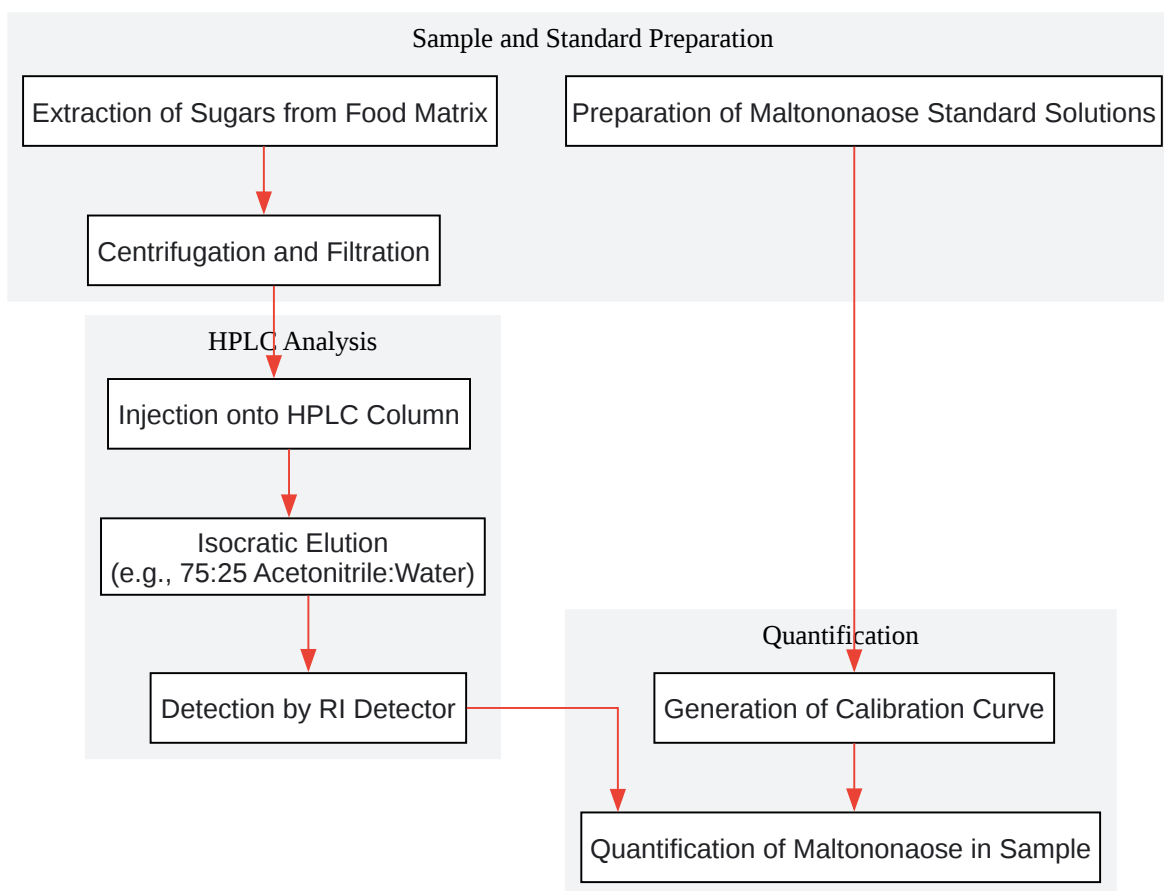 Sample and Standard Preparation
Extraction of Sugars from Food Matrix
Preparation of Maltononaose Standard Solutions
Centrifugation and Filtration
HPLC Analysis
Injection onto HPLC Column
Isocratic Elution
(e.g., 75:25 Acetonitrile:Water)
Detection by RI Detector
Quantification
Generation of Calibration Curve
Quantification of Maltononaose in Sample